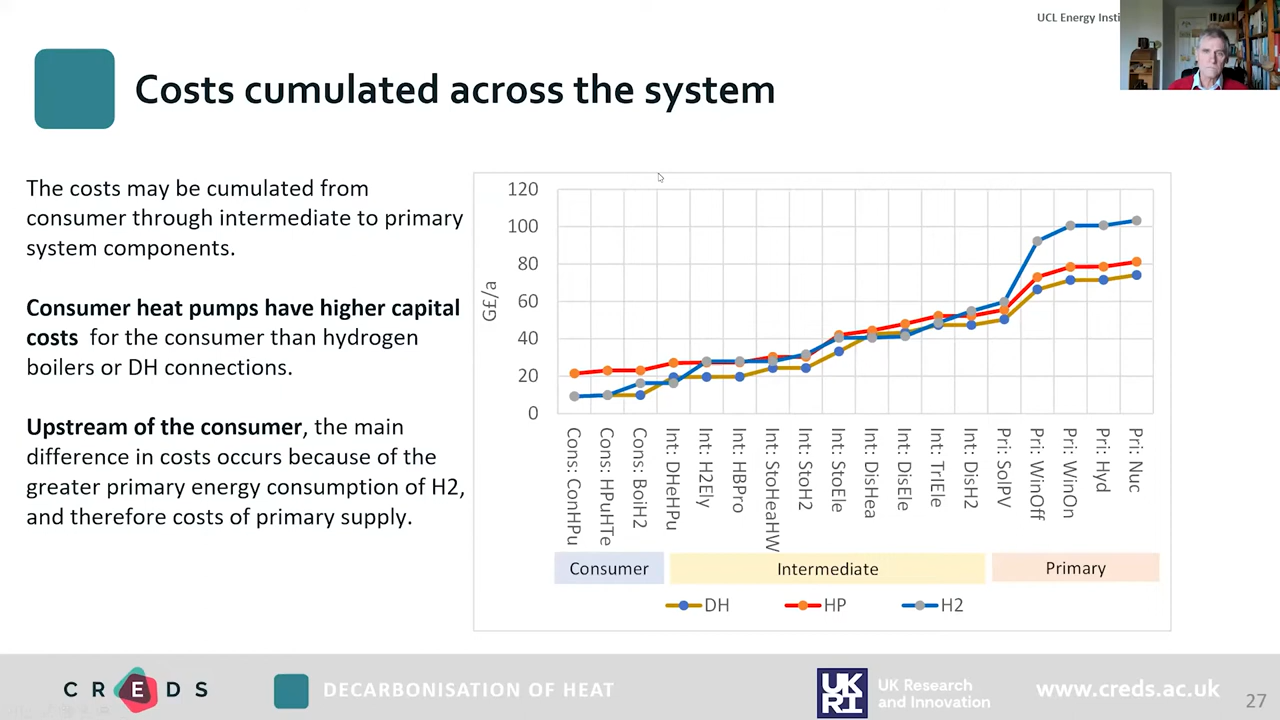 UCL Energy Insti
Costs cumulated across the system
The costs may be cumulated from
consumer through intermediate to primary
system components.
Consumer heat pumps have higher capital
costs for the consumer than hydrogen
boilers or DH connections.
Upstream of the consumer, the main
difference in costs occurs because of the
greater primary energy consumption of H2,
and therefore costs of primary supply.
G£/a
120
100
80
60
40
20
0
Cons: ConHPu
Cons: HPuHTe
Cons: BoilH2
Int: DHeHPu
Int: H2Ely
Int: HBPro
Int: StoHeaHW
Int: StoH2
Int: StoEle
Int: DisHea
Int: DisEle
Int: TrIEle
Int: DisH2
Pri: SolPV
Pri: WinOff
Pri: WinOn
Pri: Hyd
Pri: Nuc
Consumer
Intermediate
Primary
DH
HP
H2
CREDS
DECARBONISATION OF HEAT
UKRI
UK Research
and Innovation
www.creds.ac.uk
27